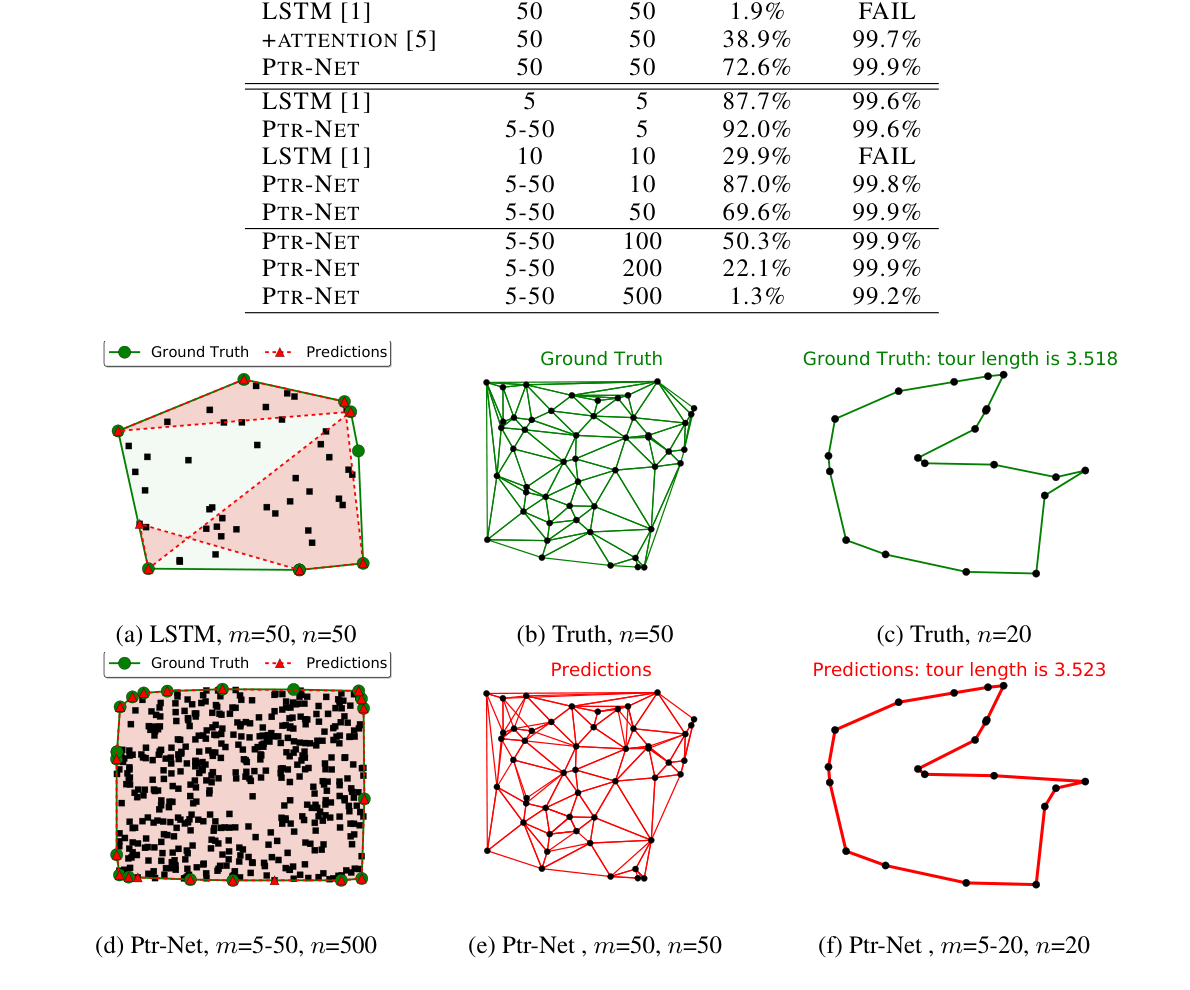 LSTM [1] 50 50 1.9% FAIL
+ATTENTION [5] 50 50 38.9% 99.7%
PTR-NET 50 50 72.6% 99.9%
LSTM [1] 5 5 87.7% 99.6%
PTR-NET 5-50 5 92.0% 99.6%
LSTM [1] 10 10 29.9% FAIL
PTR-NET 5-50 10 87.0% 99.8%
PTR-NET 5-50 50 69.6% 99.9%
PTR-NET 5-50 100 50.3% 99.9%
PTR-NET 5-50 200 22.1% 99.9%
PTR-NET 5-50 500 1.3% 99.2%
Ground Truth Predictions
Ground Truth
Ground Truth: tour length is 3.518
(a) LSTM, m=50, n=50
(b) Truth, n=50
(c) Truth, n=20
Ground Truth Predictions
Predictions
Predictions: tour length is 3.523
(d) Ptr-Net, m=5-50, n=500
(e) Ptr-Net , m=50, n=50
(f) Ptr-Net , m=5-20, n=20